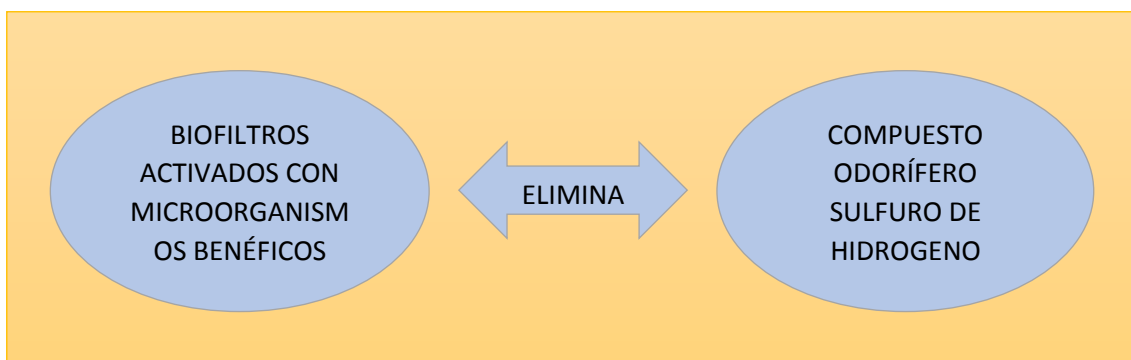 BIOFILTROS
ACTIVADOS CON
MICROORGANISM
OS BENÉFICOS
ELIMINA
COMPUESTO
ODORÍFERO
SULFURO DE
HIDROGENO